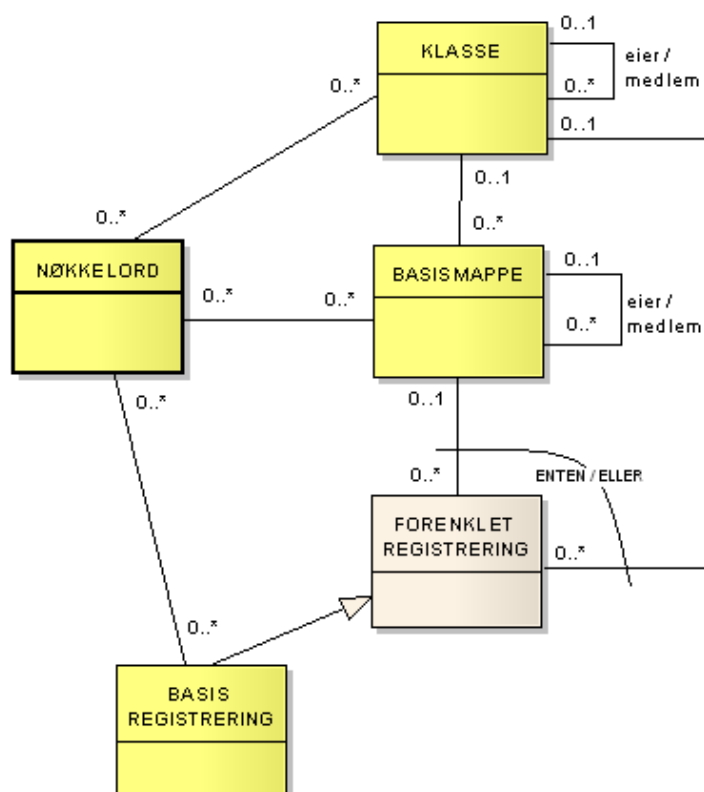 0..1
KLASSE
eier /
0..*
0..*
medlem
0..1
0..1
0..*
0..*
NØKKELORD
BASISMAPPE
0..1
0..*
0..*
eier /
0..*
medlem
0..*
0..1
0..*
ENTEN / ELLER
FORENKLET
REGISTRERING
0..*
0..*
BASIS
REGISTRERING